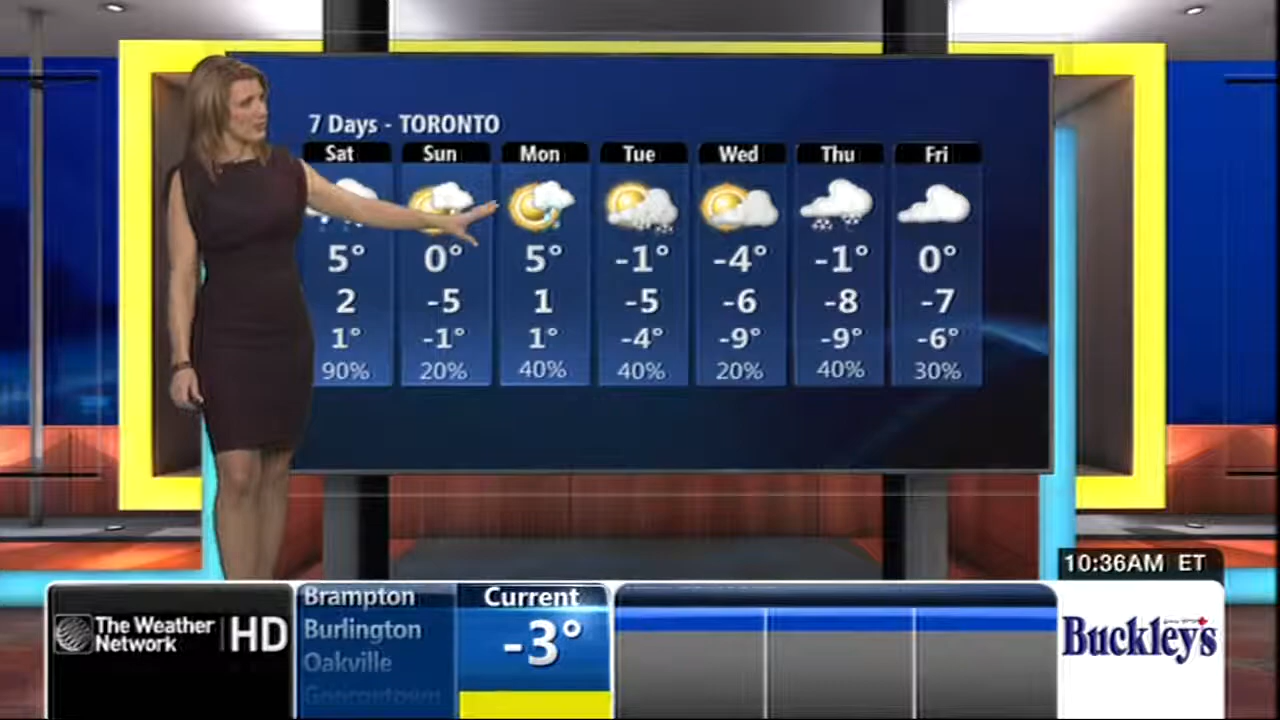 7 Days - TORONTO
Sat Sun Mon Tue Wed Thu Fri
5° 0° 5° -1° -4° -1° 0°
2 -5 1 -5 -6 -8 -7
1° -1° 1° -4° -9° -9° -6°
90% 20% 40% 40% 20% 40% 30%
10:36AM ET
The Weather
Network
HD
Brampton
Burlington
Oakville
Georgetown
Current
-3°
Buckley's